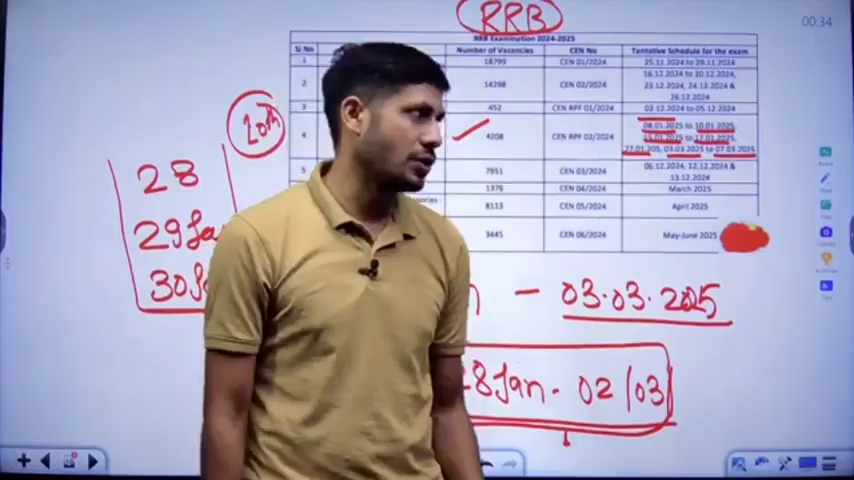 RRB
00:34
RRB Examination 2024-2025
Sl No
Number of Vacancies
CEN No
Tentative Schedule for the exam
1
18799
CEN 01/2024
25.11.2024 to 29.11.2024
2
14298
CEN 02/2024
16.12.2024 to 20.12.2024,
23.12.2024, 24.12.2024 &
26.12.2024
3
452
CEN RPF 01/2024
02.12.2024 to 05.12.2024
4
4208
CEN RPF 02/2024
08.01.2025 to 10.01.2025,
15.01.2025 to 17.01.2025,
27.01.205, 03.03.2025 to 07.03.2025
5
7951
CEN 03/2024
06.12.2024, 12.12.2024 &
13.12.2024
1376
CEN 04/2024
March 2025
8113
CEN 05/2024
April 2025
3445
CEN 06/2024
May-June 2025
20th
28
29 Ja
30 Ja
- 03.03.2025
28 Jan - 02/03